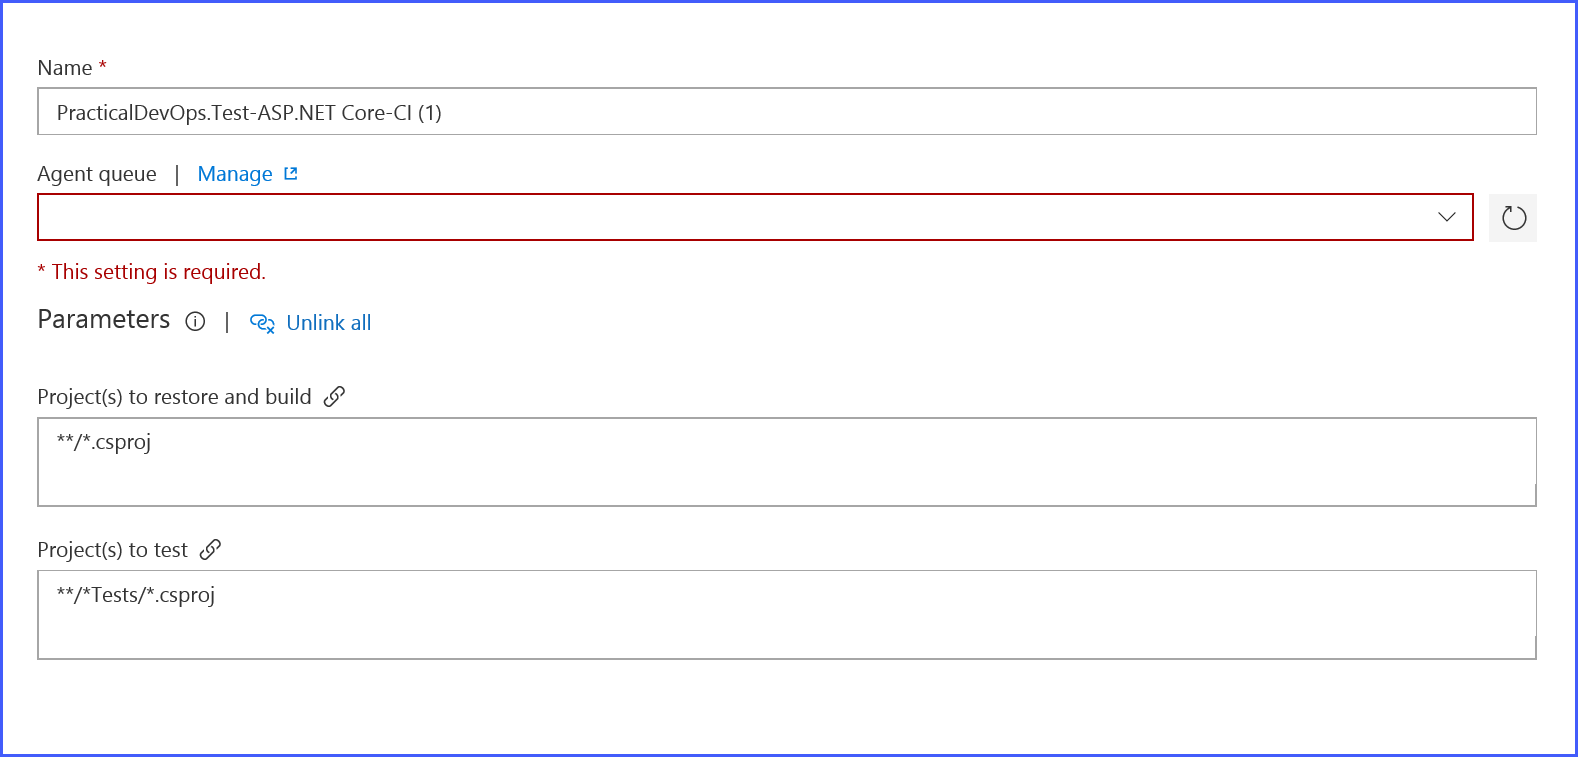 Name *
PracticalDevOps.Test-ASP.NET Core-CI (1)
Agent queue | Manage
* This setting is required.
Parameters | Unlink all
Project(s) to restore and build
**/*.csproj
Project(s) to test
**/*Tests/*.csproj